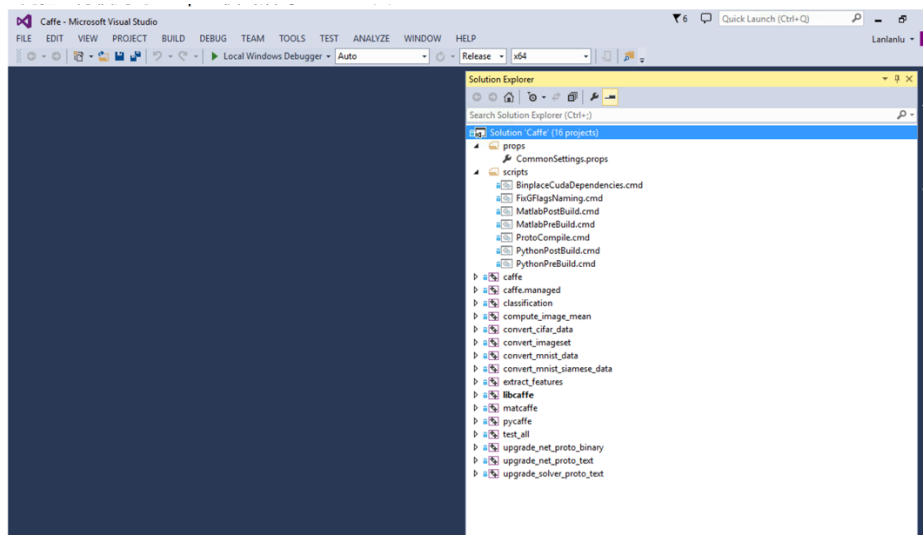 Caffe - Microsoft Visual Studio
6
Quick Launch (Ctrl+Q)
FILE EDIT VIEW PROJECT BUILD DEBUG TEAM TOOLS TEST ANALYZE WINDOW HELP
Lanlanlu
Local Windows Debugger Auto Release x64
Solution Explorer
Search Solution Explorer (Ctrl+;)
Solution 'Caffe' (16 projects)
props
CommonSettings.props
scripts
BinplaceCudaDependencies.cmd
FixGFlagsNaming.cmd
MatlabPostBuild.cmd
MatlabPreBuild.cmd
ProtoCompile.cmd
PythonPostBuild.cmd
PythonPreBuild.cmd
caffe
caffe.managed
classification
compute_image_mean
convert_cifar_data
convert_imageset
convert_mnist_data
convert_mnist_siamese_data
extract_features
libcaffe
matcaffe
pycaffe
test_all
upgrade_net_proto_binary
upgrade_net_proto_text
upgrade_solver_proto_text